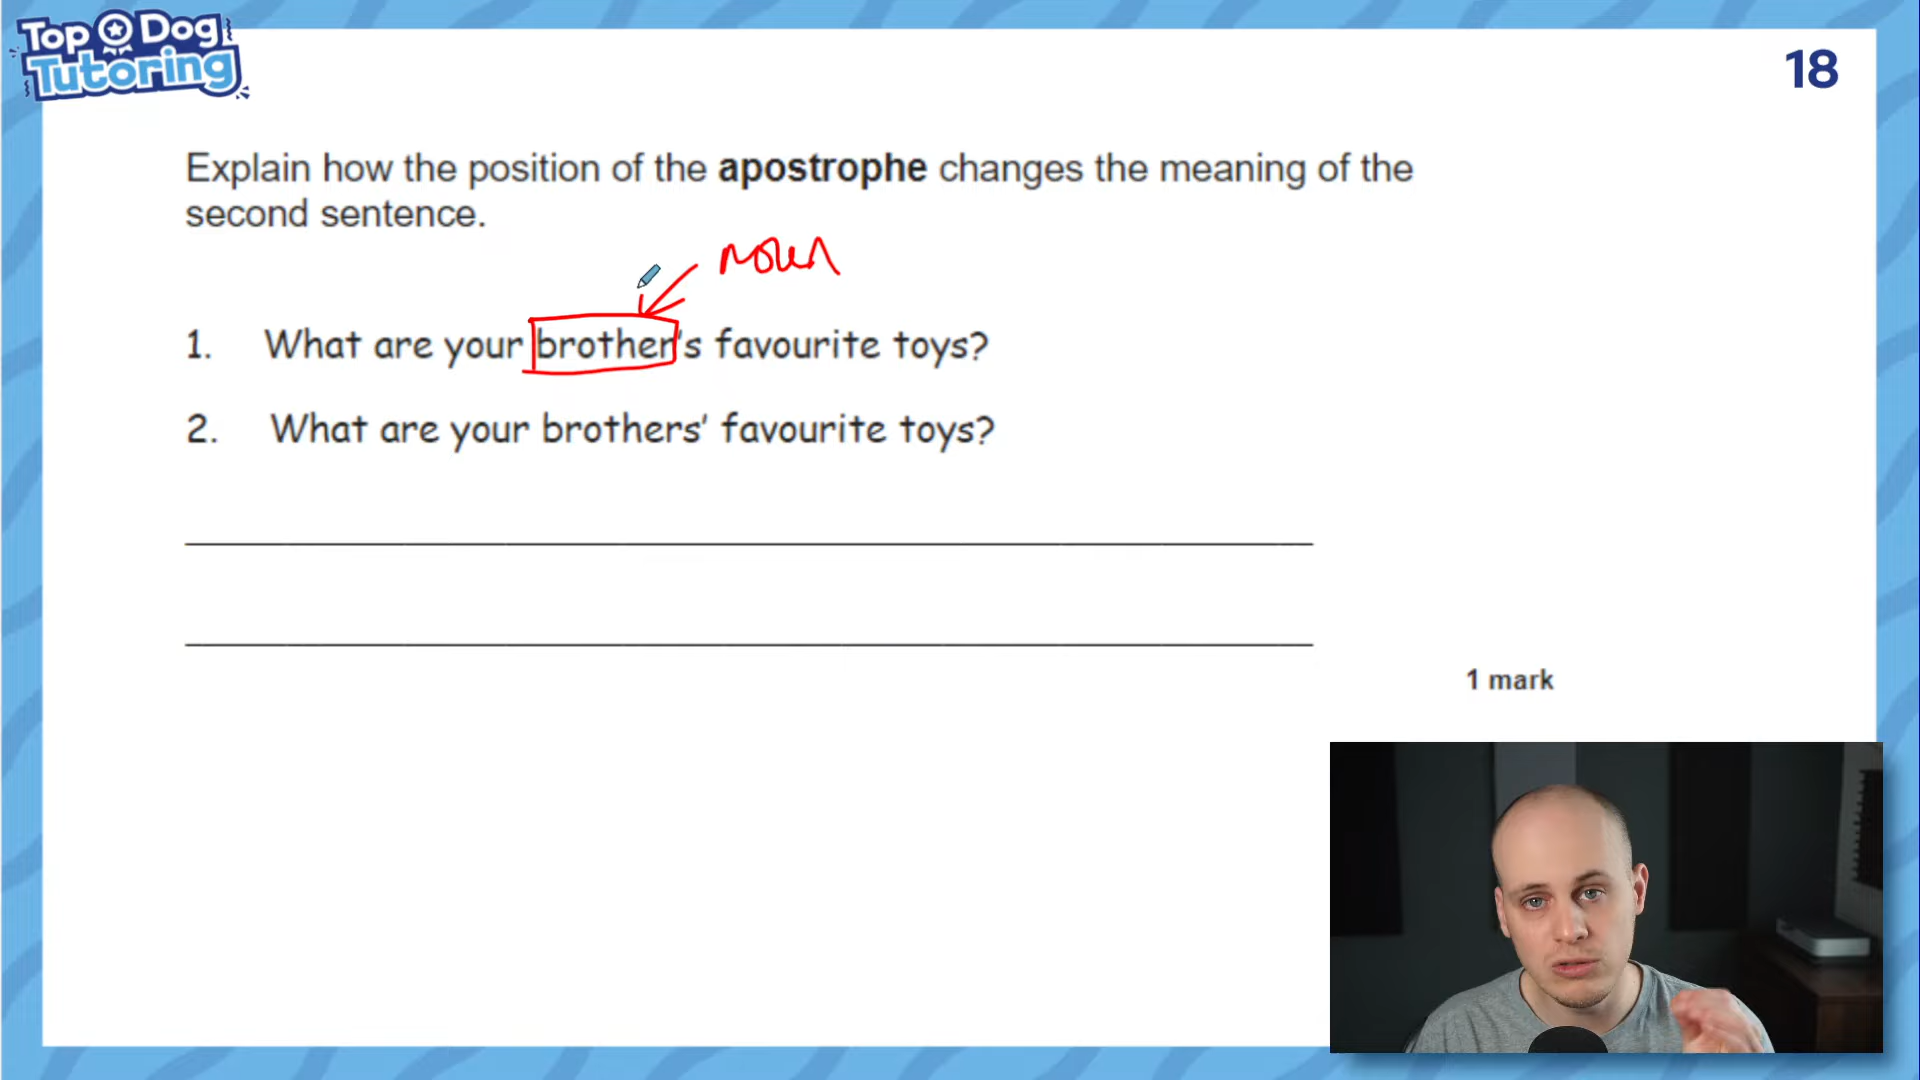 Top Dog
Tutoring
18
Explain how the position of the apostrophe changes the meaning of the
second sentence.
noun
1. What are your brother's favourite toys?
2. What are your brothers' favourite toys?
1 mark